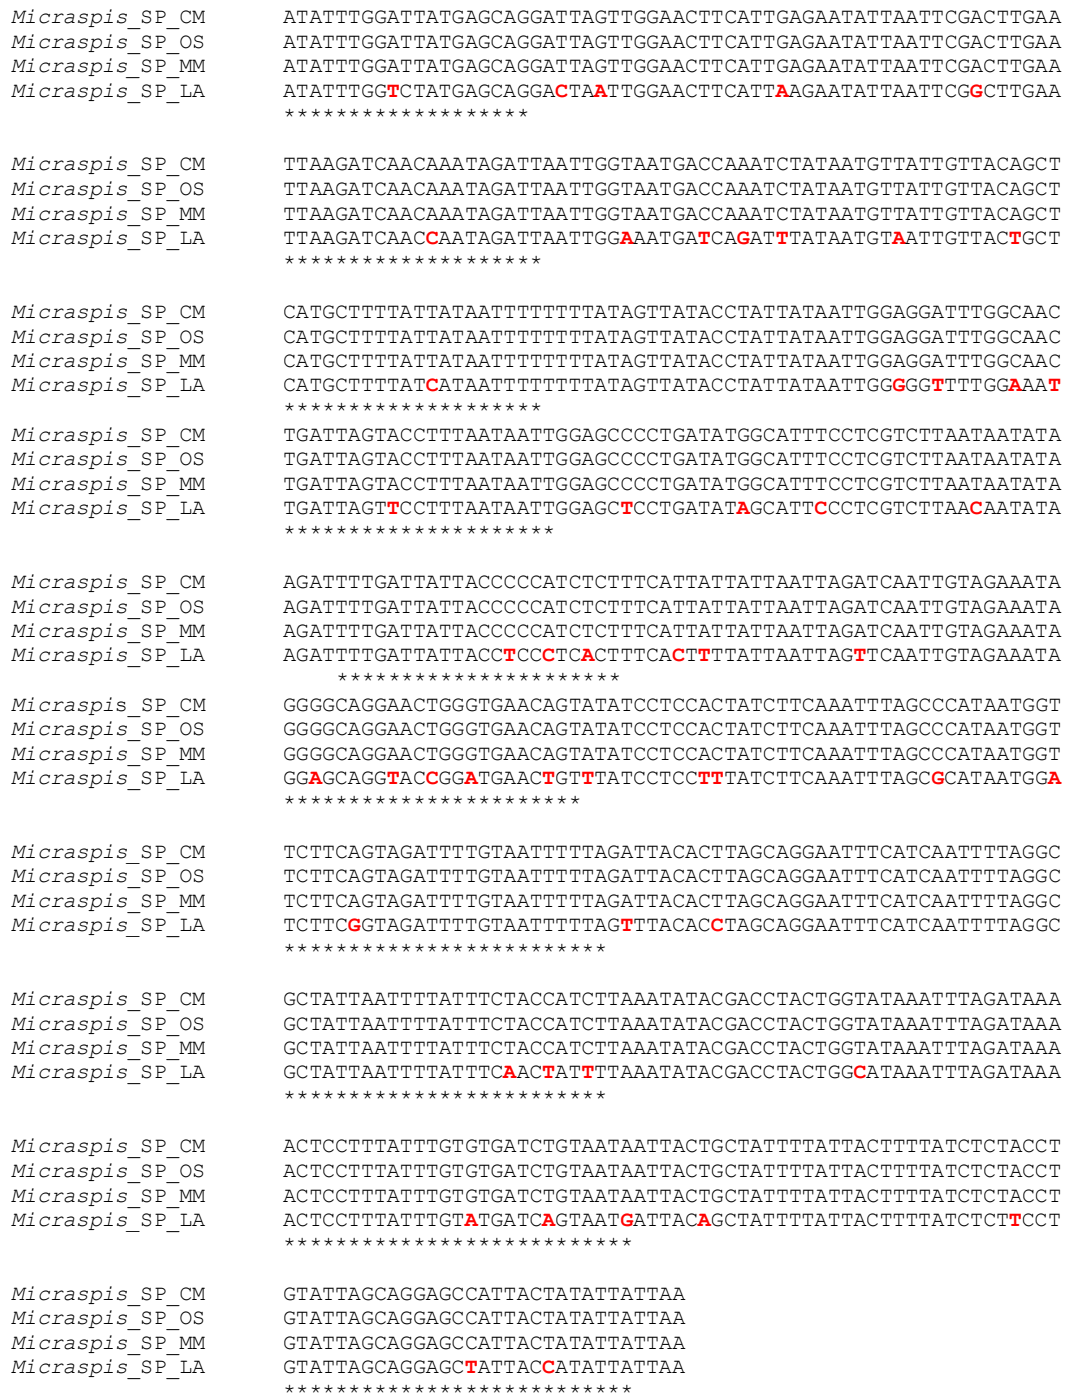 Micraspis_SP_CM ATATTTGGATTATGAGCAGGATTAGTTGGAACTTCATTGAGAATATTAATTCGACTTGAA
Micraspis_SP_OS ATATTTGGATTATGAGCAGGATTAGTTGGAACTTCATTGAGAATATTAATTCGACTTGAA
Micraspis_SP_MM ATATTTGGATTATGAGCAGGATTAGTTGGAACTTCATTGAGAATATTAATTCGACTTGAA
Micraspis_SP_LA ATATTTGGTCTATGAGCAGGACTAATTGGAACTTCATTAAGAATATTAATTCGGCTTGAA
*******************
Micraspis_SP_CM TTAAGATCAACAAATAGATTAATTGGTAATGACCAAATCTATAATGTTATTGTTACAGCT
Micraspis_SP_OS TTAAGATCAACAAATAGATTAATTGGTAATGACCAAATCTATAATGTTATTGTTACAGCT
Micraspis_SP_MM TTAAGATCAACAAATAGATTAATTGGTAATGACCAAATCTATAATGTTATTGTTACAGCT
Micraspis_SP_LA TTAAGATCAACCAATAGATTAATTGGAAATGATCAGATTTATAATGTAATTGTTACTGCT
********************
Micraspis_SP_CM CATGCTTTTATTATAATTTTTTTTATAGTTATACCTATTATAATTGGAGGATTTGGCAAC
Micraspis_SP_OS CATGCTTTTATTATAATTTTTTTTATAGTTATACCTATTATAATTGGAGGATTTGGCAAC
Micraspis_SP_MM CATGCTTTTATTATAATTTTTTTTATAGTTATACCTATTATAATTGGAGGATTTGGCAAC
Micraspis_SP_LA CATGCTTTTATCATAATTTTTTTTATAGTTATACCTATTATAATTGGGGGTTTTGGAAAT
********************
Micraspis_SP_CM TGATTAGTACCTTTAATAATTGGAGCCCCTGATATGGCATTTCCTCGTCTTAATAATATA
Micraspis_SP_OS TGATTAGTACCTTTAATAATTGGAGCCCCTGATATGGCATTTCCTCGTCTTAATAATATA
Micraspis_SP_MM TGATTAGTACCTTTAATAATTGGAGCCCCTGATATGGCATTTCCTCGTCTTAATAATATA
Micraspis_SP_LA TGATTAGTTCCTTTAATAATTGGAGCTCCTGATATAGCATTCCCTCGTCTTAACAATATA
*********************
Micraspis_SP_CM AGATTTTGATTATTACCCCCATCTCTTTCATTATTATTAATTAGATCAATTGTAGAAATA
Micraspis_SP_OS AGATTTTGATTATTACCCCCATCTCTTTCATTATTATTAATTAGATCAATTGTAGAAATA
Micraspis_SP_MM AGATTTTGATTATTACCCCCATCTCTTTCATTATTATTAATTAGATCAATTGTAGAAATA
Micraspis_SP_LA AGATTTTGATTATTACCTCCCTCACTTTCACTTTTATTAATTAGTTCAATTGTAGAAATA
**********************
Micraspis_SP_CM GGGGCAGGAACTGGGTGAACAGTATATCCTCCACTATCTTCAAATTTAGCCCATAATGGT
Micraspis_SP_OS GGGGCAGGAACTGGGTGAACAGTATATCCTCCACTATCTTCAAATTTAGCCCATAATGGT
Micraspis_SP_MM GGGGCAGGAACTGGGTGAACAGTATATCCTCCACTATCTTCAAATTTAGCCCATAATGGT
Micraspis_SP_LA GGAGCAGGTACCGGATGAACTGTTTATCCTCCTTTATCTTCAAATTTAGCGCATAATGGA
***********************
Micraspis_SP_CM TCTTCAGTAGATTTTGTAATTTTTAGATTACACTTAGCAGGAATTTCATCAATTTTAGGC
Micraspis_SP_OS TCTTCAGTAGATTTTGTAATTTTTAGATTACACTTAGCAGGAATTTCATCAATTTTAGGC
Micraspis_SP_MM TCTTCAGTAGATTTTGTAATTTTTAGATTACACTTAGCAGGAATTTCATCAATTTTAGGC
Micraspis_SP_LA TCTTCGGTAGATTTTGTAATTTTTAGTTTACACCTAGCAGGAATTTCATCAATTTTAGGC
*************************
Micraspis_SP_CM GCTATTAATTTTATTTCTACCATCTTAAATATACGACCTACTGGTATAAATTTAGATAAA
Micraspis_SP_OS GCTATTAATTTTATTTCTACCATCTTAAATATACGACCTACTGGTATAAATTTAGATAAA
Micraspis_SP_MM GCTATTAATTTTATTTCTACCATCTTAAATATACGACCTACTGGTATAAATTTAGATAAA
Micraspis_SP_LA GCTATTAATTTTATTTCAACTATTTTAAATATACGACCTACTGGCATAAATTTAGATAAA
*************************
Micraspis_SP_CM ACTCCTTTATTTGTGTGATCTGTAATAATTACTGCTATTTTATTACTTTTATCTCTACCT
Micraspis_SP_OS ACTCCTTTATTTGTGTGATCTGTAATAATTACTGCTATTTTATTACTTTTATCTCTACCT
Micraspis_SP_MM ACTCCTTTATTTGTGTGATCTGTAATAATTACTGCTATTTTATTACTTTTATCTCTACCT
Micraspis_SP_LA ACTCCTTTATTTGTATGATCAGTAATGATTACAGCTATTTTATTACTTTTATCTCTTCCT
***************************
Micraspis_SP_CM GTATTAGCAGGAGCCATTACTATATTATTAA
Micraspis_SP_OS GTATTAGCAGGAGCCATTACTATATTATTAA
Micraspis_SP_MM GTATTAGCAGGAGCCATTACTATATTATTAA
Micraspis_SP_LA GTATTAGCAGGAGCTATTACCATATTATTAA
***************************